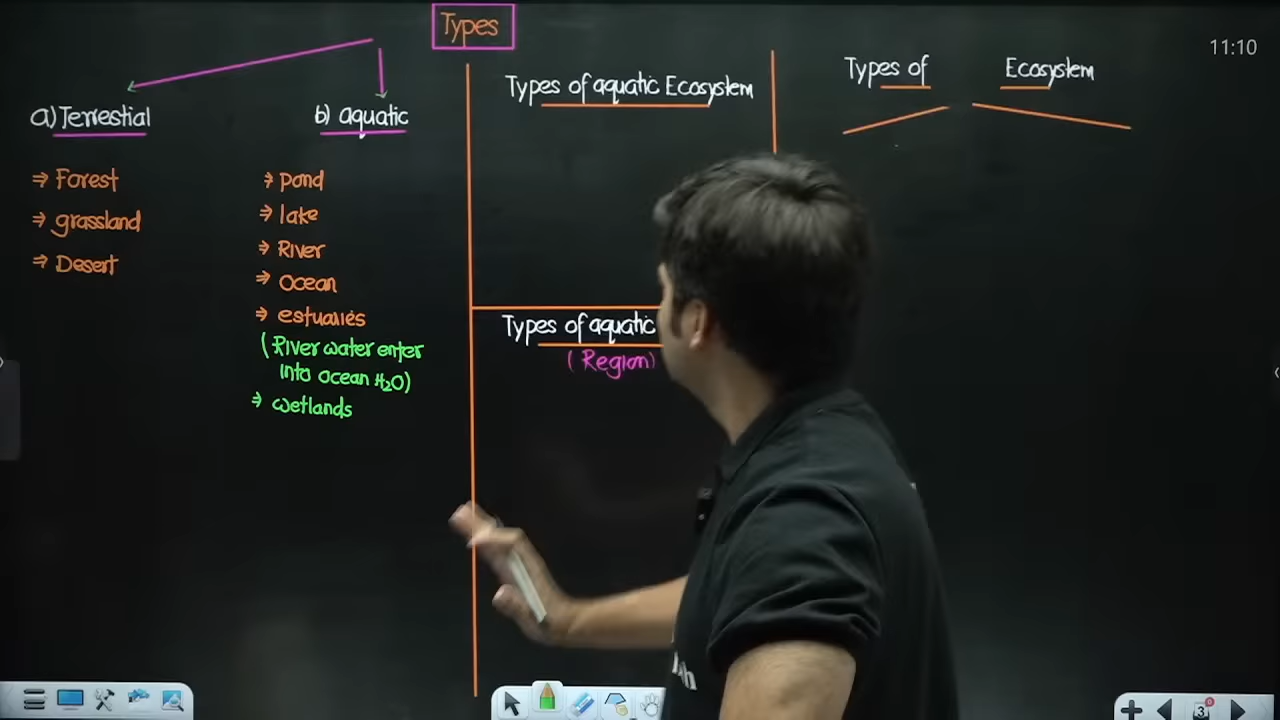 Types
11:10
a) Terrestial
⇒ Forest
⇒ grassland
⇒ Desert
b) aquatic
⇒ Pond
⇒ lake
⇒ River
⇒ Ocean
⇒ estuaries
(River water enter
into ocean H₂O)
⇒ wetlands
Types of aquatic Ecosystem
Types of aquatic
(Region)
Types of Ecosystem
3